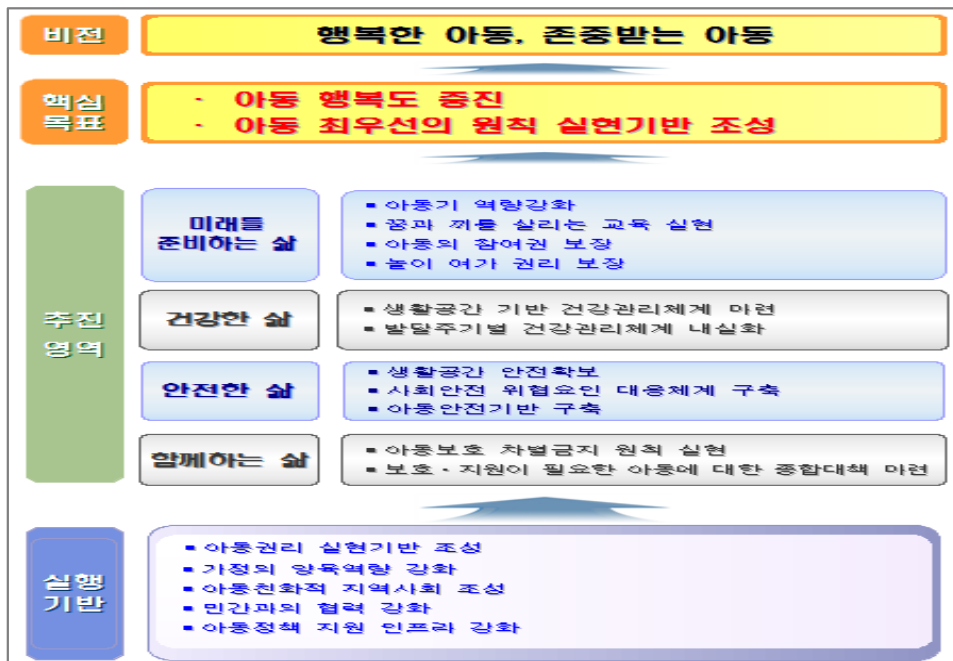 비전
행복한 아동, 존중받는 아동
핵심
목표
· 아동 행복도 증진
· 아동 최우선의 원칙 실현기반 조성
추진
영역
미래를
준비하는 삶
▪ 아동기 역량강화
▪ 꿈과 끼를 살리는 교육 실현
▪ 아동의 참여권 보장
▪ 놀이 여가 권리 보장
건강한 삶
▪ 생활공간 기반 건강관리체계 마련
▪ 발달주기별 건강관리체계 내실화
안전한 삶
▪ 생활공간 안전확보
▪ 사회안전 위협요인 대응체계 구축
▪ 아동안전기반 구축
함께하는 삶
▪ 아동보호 차별금지 원칙 실현
▪ 보호·지원이 필요한 아동에 대한 종합대책 마련
실행
기반
▪ 아동권리 실현기반 조성
▪ 가정의 양육역량 강화
▪ 아동친화적 지역사회 조성
▪ 민간과의 협력 강화
▪ 아동정책 지원 인프라 강화